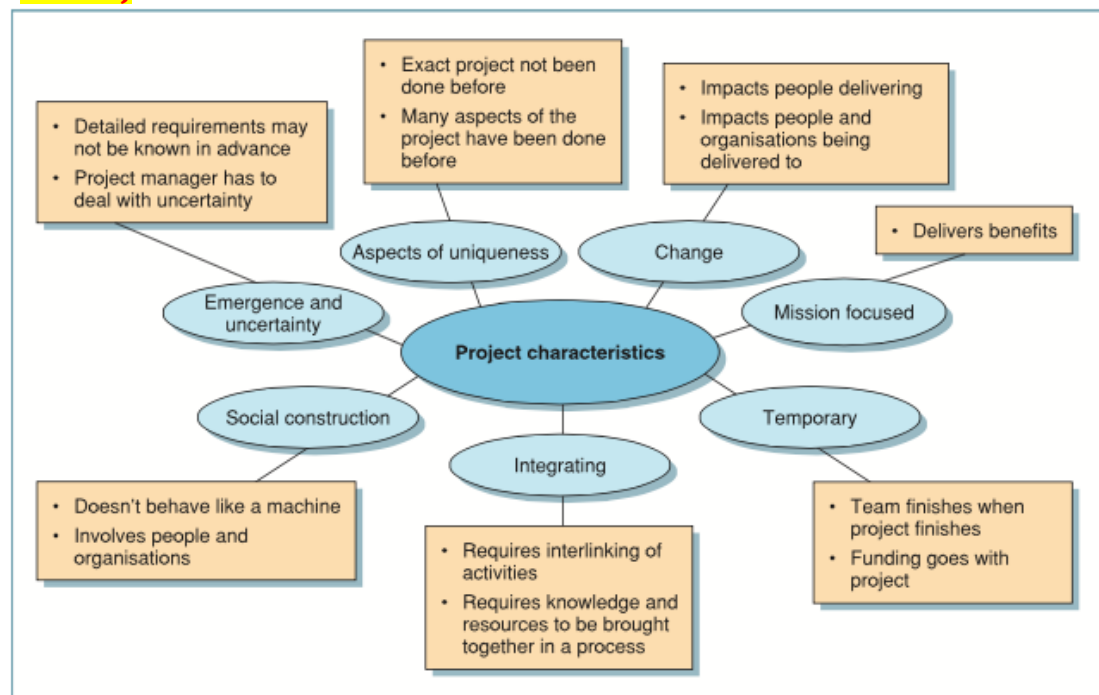 • Exact project not been
done before
• Many aspects of the
project have been done
before
• Impacts people delivering
• Impacts people and
organisations being
delivered to
• Detailed requirements may
not be known in advance
• Project manager has to
deal with uncertainty
• Delivers benefits
Aspects of uniqueness
Change
Emergence and
uncertainty
Mission focused
Project characteristics
Social construction
Temporary
Integrating
• Doesn't behave like a machine
• Involves people and
organisations
• Requires interlinking of
activities
• Requires knowledge and
resources to be brought
together in a process
• Team finishes when
project finishes
• Funding goes with
project